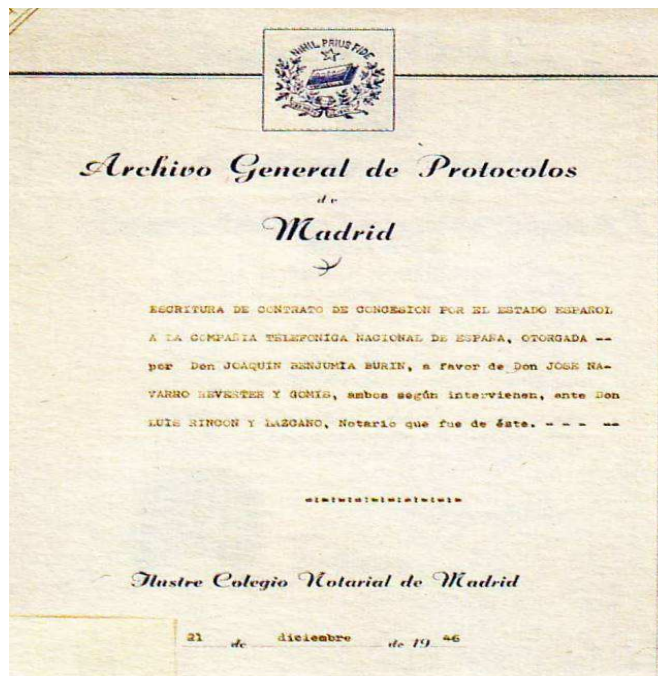 NIHIL PRIUS FIDE
Archivo General de Protocolos
de
Madrid
ESCRITURA DE CONTRATO DE CONCESION POR EL ESTADO ESPAÑOL
A LA COMPAÑIA TELEFONICA NACIONAL DE ESPAÑA, OTORGADA --
por Don JOAQUIN BENJUMIA BURIN, a favor de Don JOSE NA-
VARRO REVERTER Y GOMIS, ambos según intervienen, ante Don
LUIS RINCON Y LAZCANO, Notario que fue de éste. - - - --
Ilustre Colegio Notarial de Madrid
21 de diciembre de 19 46